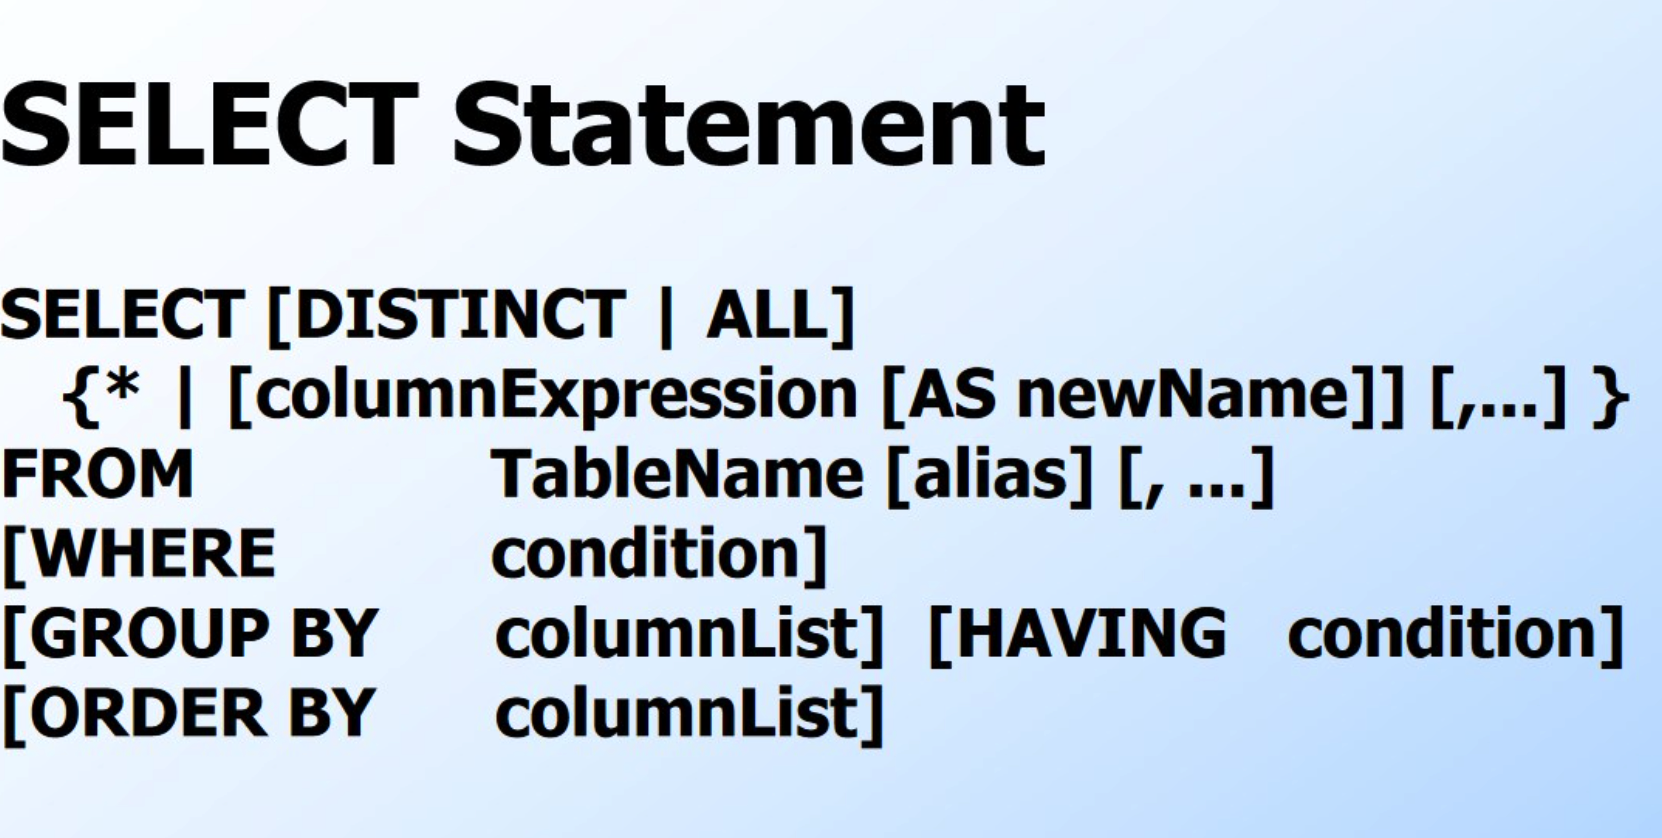 SELECT Statement
SELECT [DISTINCT | ALL]
{* | [columnExpression [AS newName]] [,...] }
FROM TableName [alias] [, ...]
[WHERE condition]
[GROUP BY columnList] [HAVING condition]
[ORDER BY columnList]